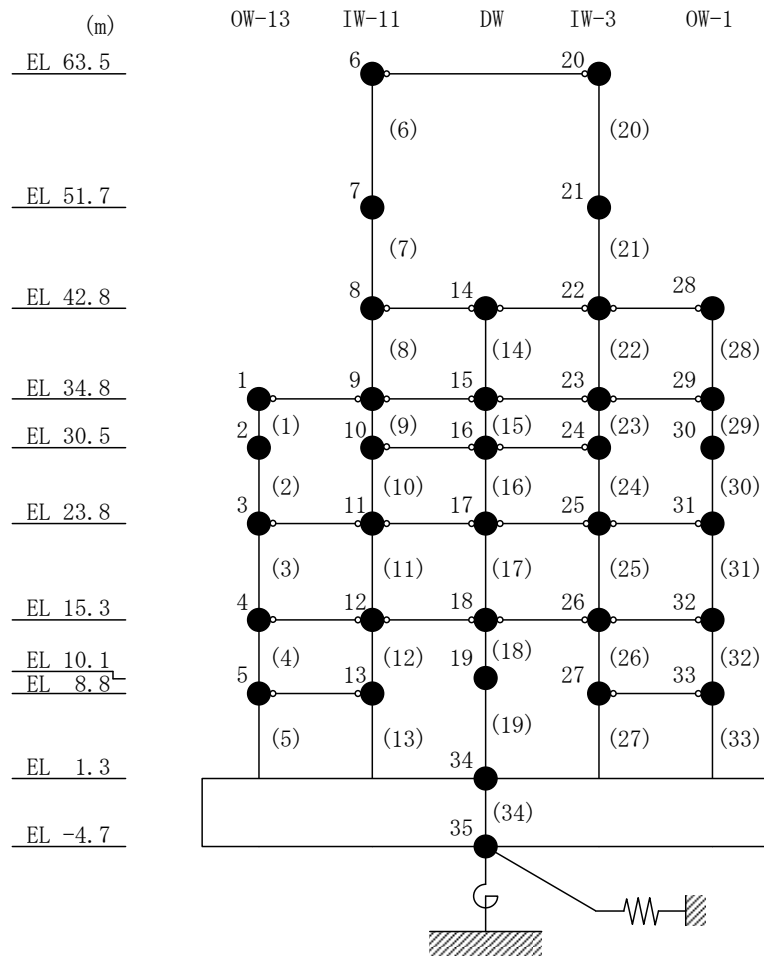 (m) OW-13 IW-11 DW IW-3 OW-1
EL 63.5 6 20
(6) (20)
EL 51.7 7 21
(7) (21)
EL 42.8 8 14 22 28
(8) (14) (22) (28)
EL 34.8 1 9 15 23 29
(1) (9) (15) (23) (29)
EL 30.5 2 10 16 24 30
(2) (10) (16) (24) (30)
EL 23.8 3 11 17 25 31
(3) (11) (17) (25) (31)
EL 15.3 4 12 18 26 32
(4) (12) (18) (26) (32)
EL 10.1 19
EL 8.8 5 13 27 33
(5) (13) (19) (27) (33)
EL 1.3 34
(34)
EL -4.7 35